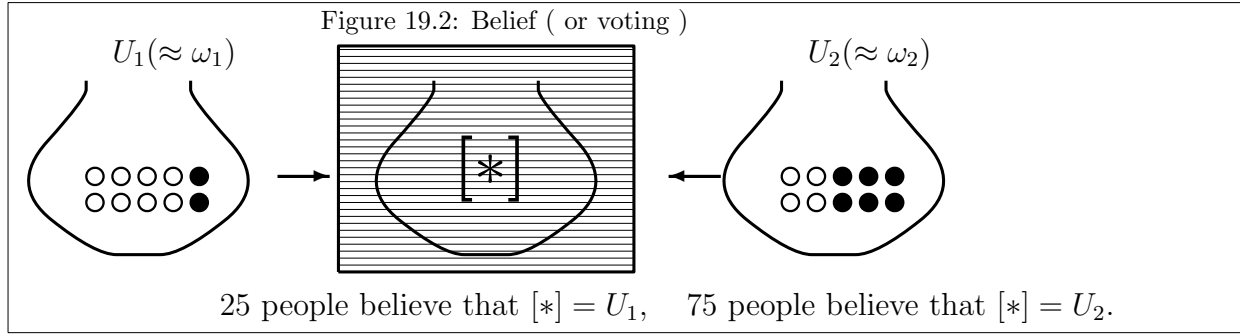 Figure 19.2: Belief ( or voting )
U₁(≈ ω₁)
U₂(≈ ω₂)
[*]
25 people believe that [∗] = U₁, 75 people believe that [∗] = U₂.